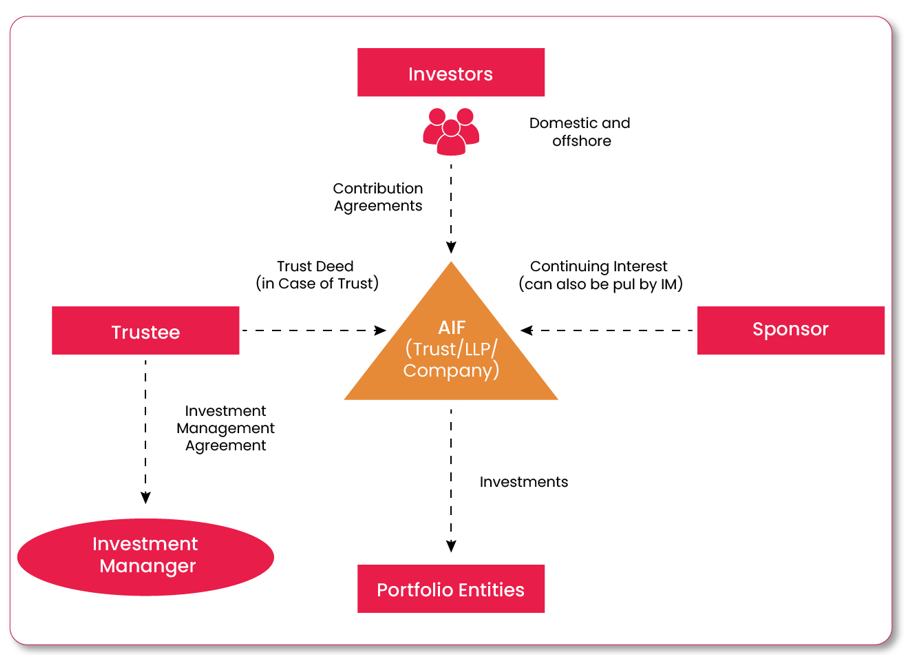 Investors
Domestic and
offshore
Contribution
Agreements
Trust Deed
(in Case of Trust)
Continuing Interest
(can also be pul by IM)
Trustee
AIF
(Trust/LLP/
Company)
Sponsor
Investment
Management
Agreement
Investments
Investment
Mananger
Portfolio Entities